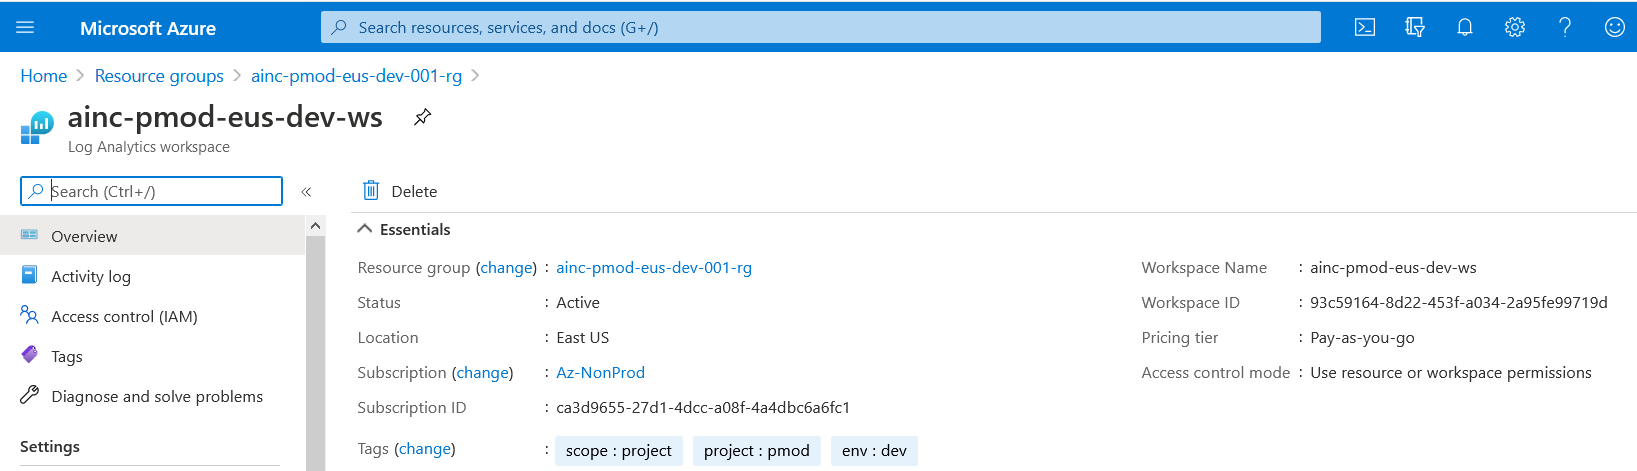 Microsoft Azure
Search resources, services, and docs (G+/)
Home > Resource groups > ainc-pmod-eus-dev-001-rg >
ainc-pmod-eus-dev-ws
Log Analytics workspace
Search (Ctrl+/)
«
Overview
Activity log
Access control (IAM)
Tags
Diagnose and solve problems
Settings
Delete
Essentials
Resource group (change) : ainc-pmod-eus-dev-001-rg
Status : Active
Location : East US
Subscription (change) : Az-NonProd
Subscription ID : ca3d9655-27d1-4dcc-a08f-4a4dbc6a6fc1
Tags (change) : scope : project project : pmod env : dev
Workspace Name : ainc-pmod-eus-dev-ws
Workspace ID : 93c59164-8d22-453f-a034-2a95fe99719d
Pricing tier : Pay-as-you-go
Access control mode : Use resource or workspace permissions